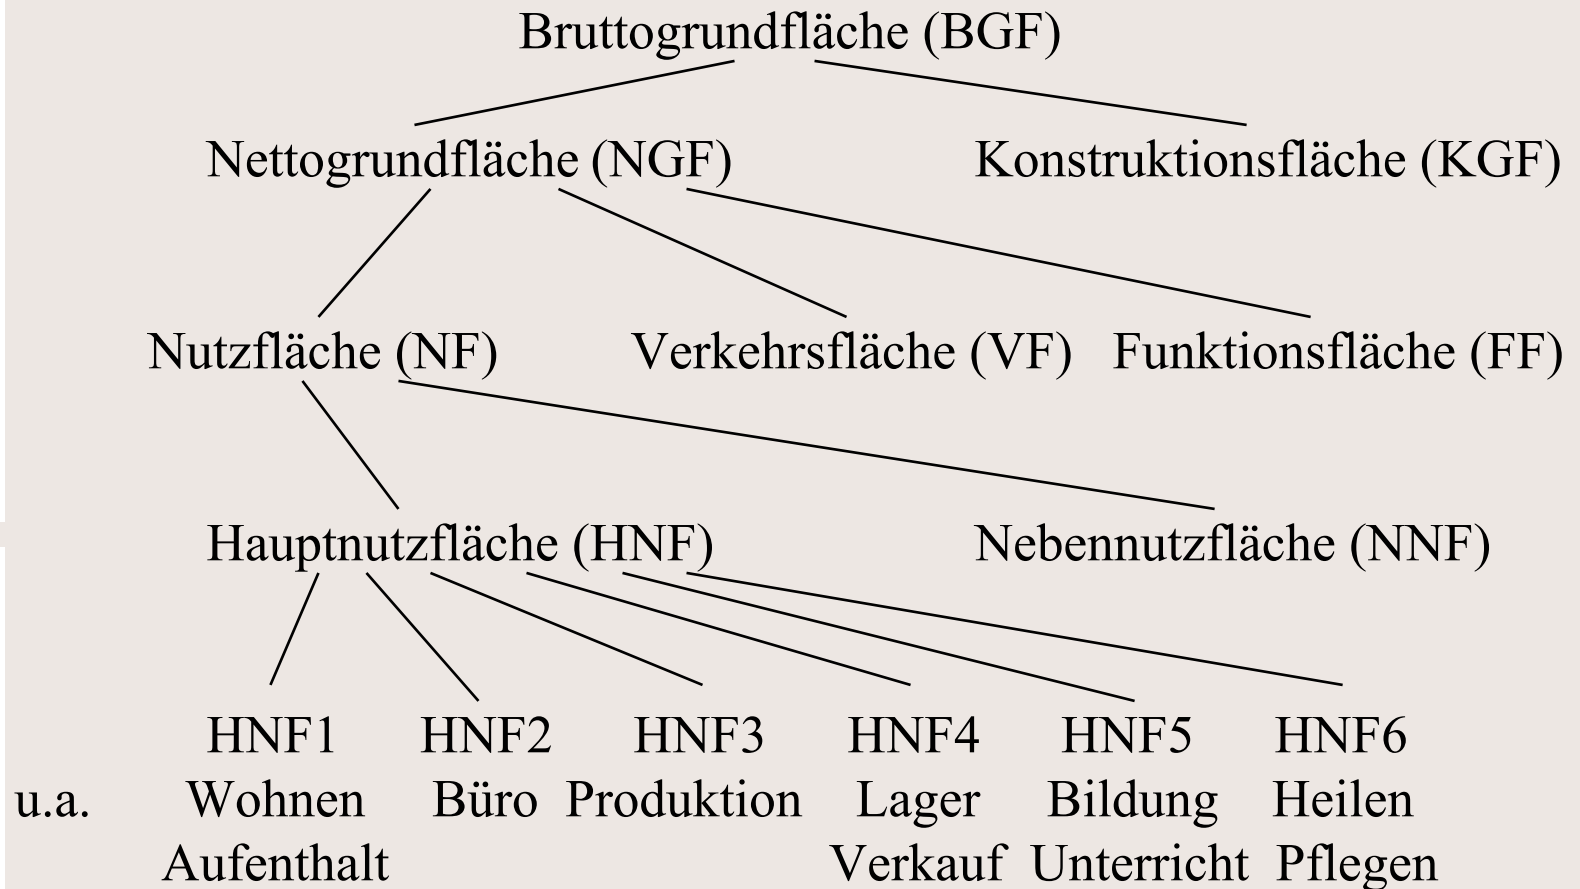 Bruttogrundfläche (BGF)
Nettogrundfläche (NGF) Konstruktionsfläche (KGF)
Nutzfläche (NF) Verkehrsfläche (VF) Funktionsfläche (FF)
Hauptnutzfläche (HNF) Nebennutzfläche (NNF)
HNF1 HNF2 HNF3 HNF4 HNF5 HNF6
u.a. Wohnen Büro Produktion Lager Bildung Heilen
Aufenthalt Verkauf Unterricht Pflegen